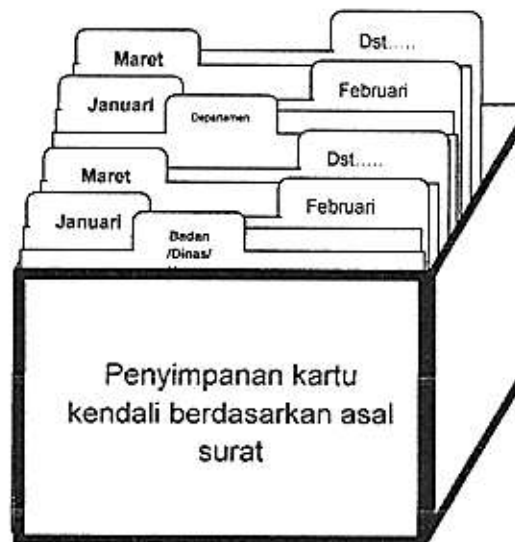 Dst.....
Maret
Februari
Januari
Departemen
Dst.....
Maret
Februari
Januari
Badan
/Dinas/
Penyimpanan kartu
kendali berdasarkan asal
surat